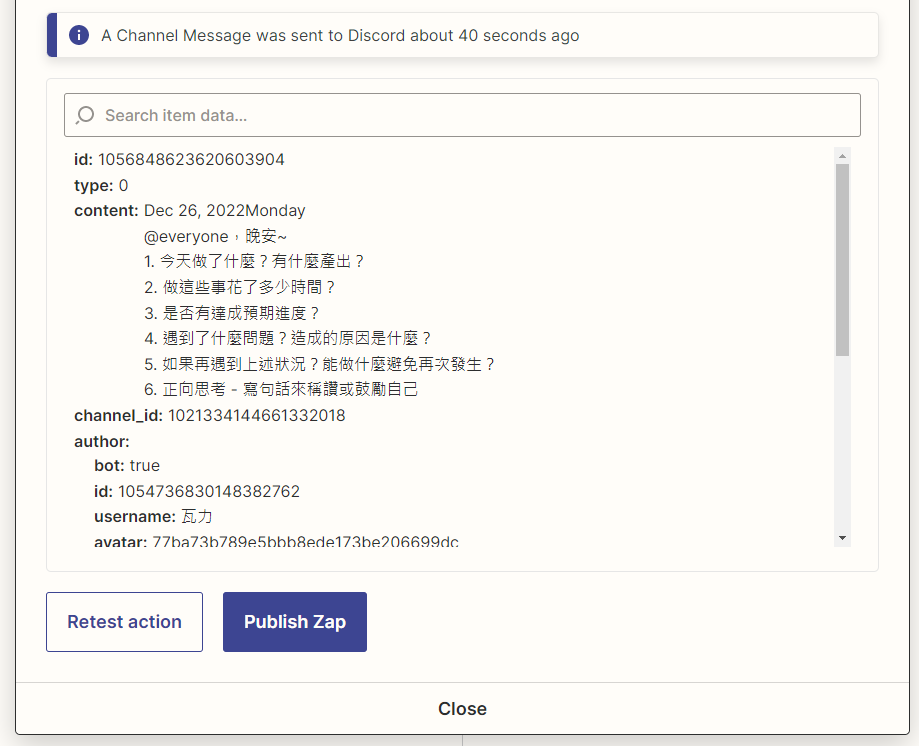 A Channel Message was sent to Discord about 40 seconds ago
Search item data...
id: 1056848623620603904
type: 0
content: Dec 26, 2022Monday
@everyone，晚安~
1. 今天做了什麼？有什麼產出？
2. 做這些事花了多少時間？
3. 是否有達成預期進度？
4. 遇到了什麼問題？造成的原因是什麼？
5. 如果再遇到上述狀況？能做什麼避免再次發生？
6. 正向思考 - 寫句話來稱讚或鼓勵自己
channel_id: 1021334144661332018
author:
bot: true
id: 1054736830148382762
username: 瓦力
avatar: 77ba73b789e5bbb8ede173be206699dc
Retest action
Publish Zap
Close